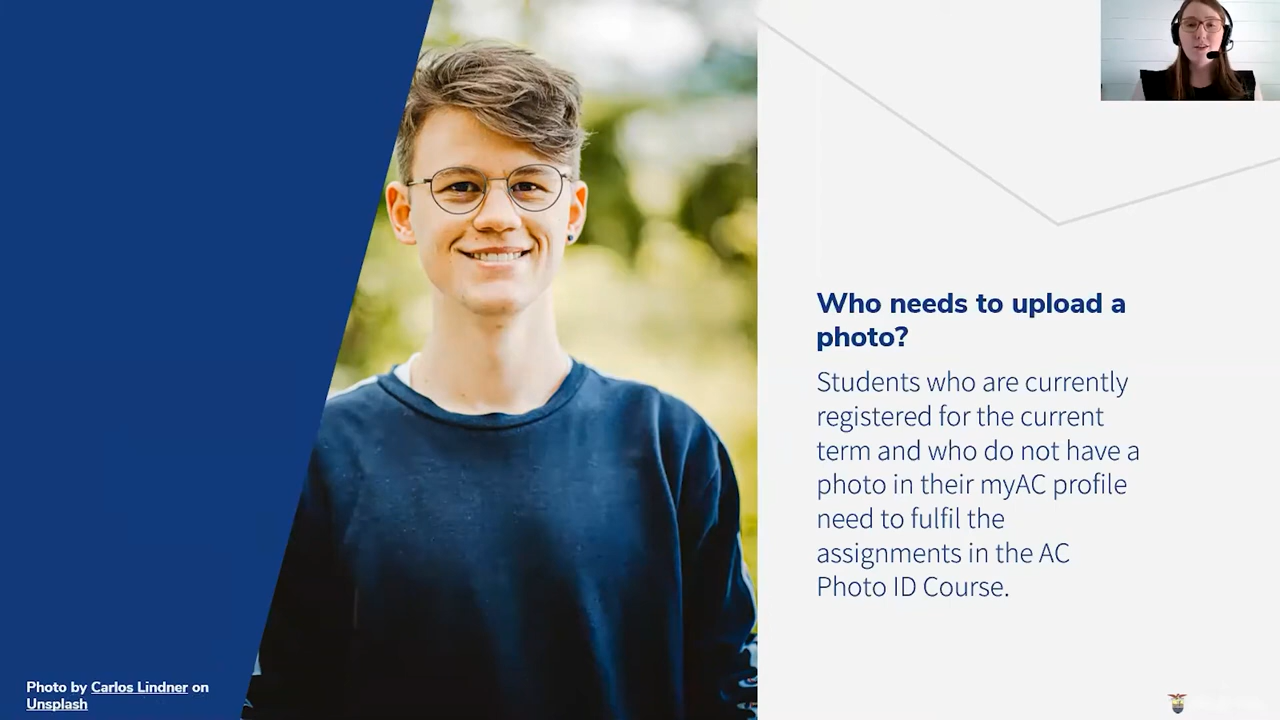 Who needs to upload a
photo?
Students who are currently
registered for the current
term and who do not have a
photo in their myAC profile
need to fulfil the
assignments in the AC
Photo ID Course.
Photo by Carlos Lindner on
Unsplash